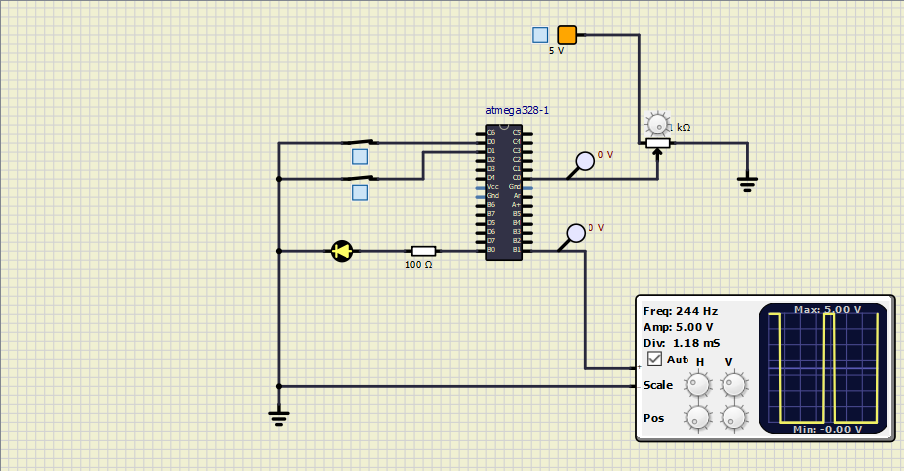 5 V
atmega328-1
1 kΩ
C6
D0
D1
D2
D3
D4
Vcc
Gnd
B6
B7
D5
D6
D7
B0
C5
C4
C3
C2
C1
C0
Gnd
A+
B5
B4
B3
B2
B1
0 V
0 V
100 Ω
Freq: 244 Hz
Amp: 5.00 V
Div: 1.18 mS
Auto
H
V
Scale
Pos
+
Max: 5.00 V
Min: -0.00 V